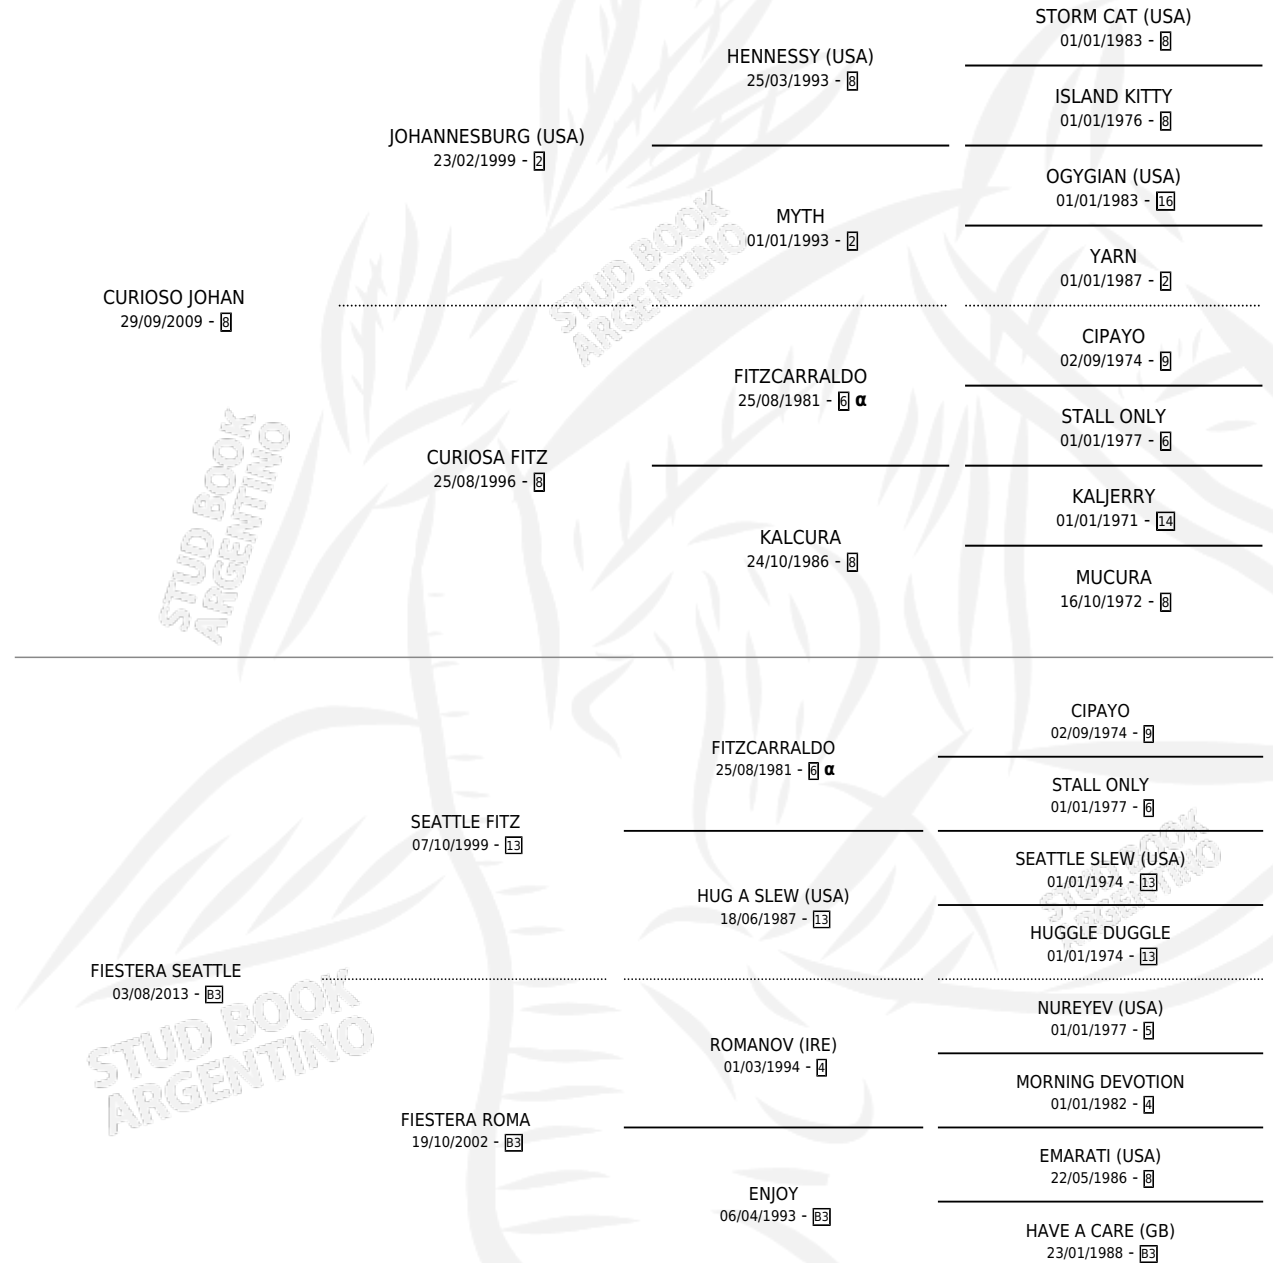 STORM CAT (USA)
01/01/1983 - 8
HENNESSY (USA)
25/03/1993 - 8
ISLAND KITTY
01/01/1976 - 8
JOHANNESBURG (USA)
23/02/1999 - 2
OGYGIAN (USA)
01/01/1983 - 16
MYTH
01/01/1993 - 2
YARN
01/01/1987 - 2
CURIOSO JOHAN
29/09/2009 - 8
CIPAYO
02/09/1974 - 9
FITZCARRALDO
25/08/1981 - 6 α
STALL ONLY
01/01/1977 - 6
CURIOSA FITZ
25/08/1996 - 8
KALJERRY
01/01/1971 - 14
KALCURA
24/10/1986 - 8
MUCURA
16/10/1972 - 8
CIPAYO
02/09/1974 - 9
FITZCARRALDO
25/08/1981 - 6 α
STALL ONLY
01/01/1977 - 6
SEATTLE FITZ
07/10/1999 - 13
SEATTLE SLEW (USA)
01/01/1974 - 13
HUG A SLEW (USA)
18/06/1987 - 13
HUGGLE DUGGLE
01/01/1974 - 13
FIESTERA SEATTLE
03/08/2013 - B3
NUREYEV (USA)
01/01/1977 - 5
ROMANOV (IRE)
01/03/1994 - 4
MORNING DEVOTION
01/01/1982 - 4
FIESTERA ROMA
19/10/2002 - B3
EMARATI (USA)
22/05/1986 - 8
ENJOY
06/04/1993 - B3
HAVE A CARE (GB)
23/01/1988 - B3
STUD BOOK
ARGENTINO
STUD BOOK
ARGENTINO
STUD BOOK
ARGENTINO
STUD BOOK
ARGENTINO